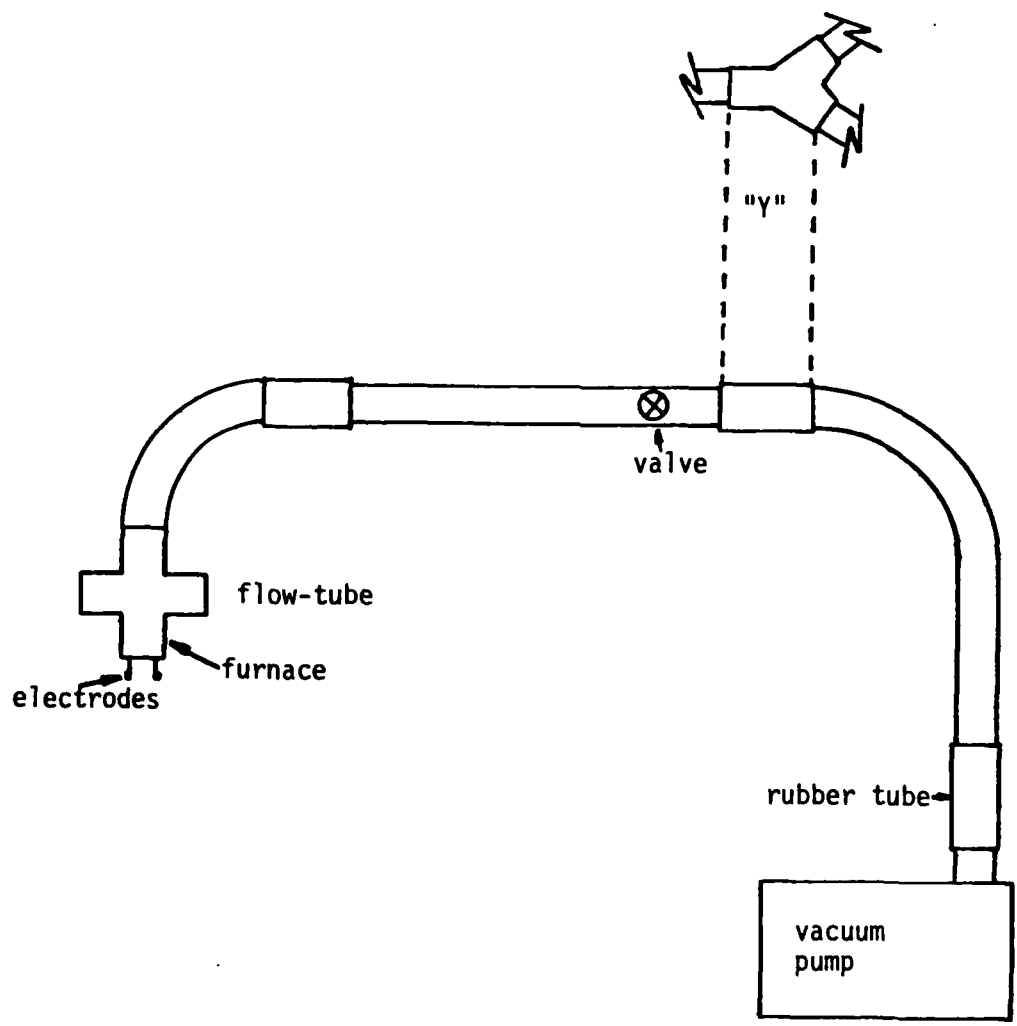 "Y"
valve
flow-tube
furnace
electrodes
rubber tube
vacuum
pump